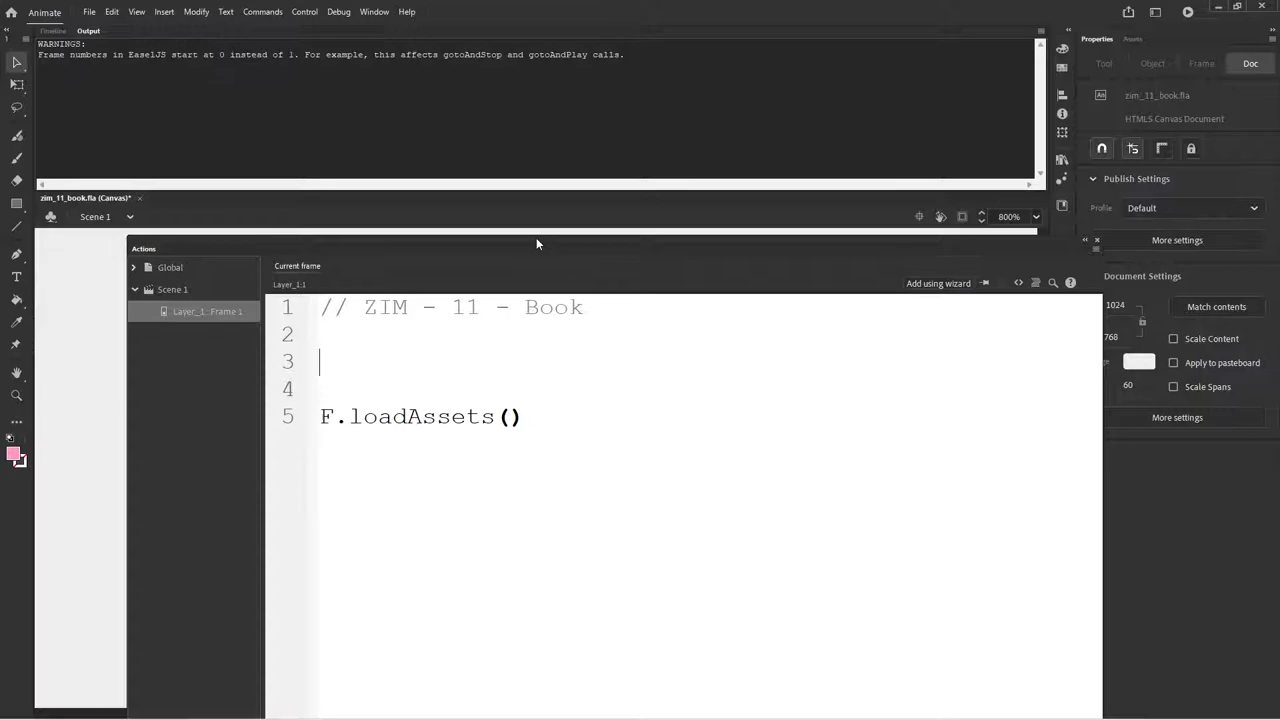 Animate File Edit View Insert Modify Text Commands Control Debug Window Help
Timeline Output
WARNINGS:
Frame numbers in EaselJS start at 0 instead of 1. For example, this affects gotoAndStop and gotoAndPlay calls.
zim_11_book.fla (Canvas)*
Scene 1
800%
Actions
Global
Scene 1
Layer_1: Frame 1
Current frame
Layer_1:1
Add using wizard
1 // ZIM - 11 - Book
2
3
4
5 F.loadAssets()
Properties Assets
Tool Object Frame Doc
zim_11_book.fla
HTML5 Canvas Document
Publish Settings
Profile Default
More settings
Document Settings
1024
768
Match contents
Scale Content
Apply to pasteboard
60
Scale Spans
More settings